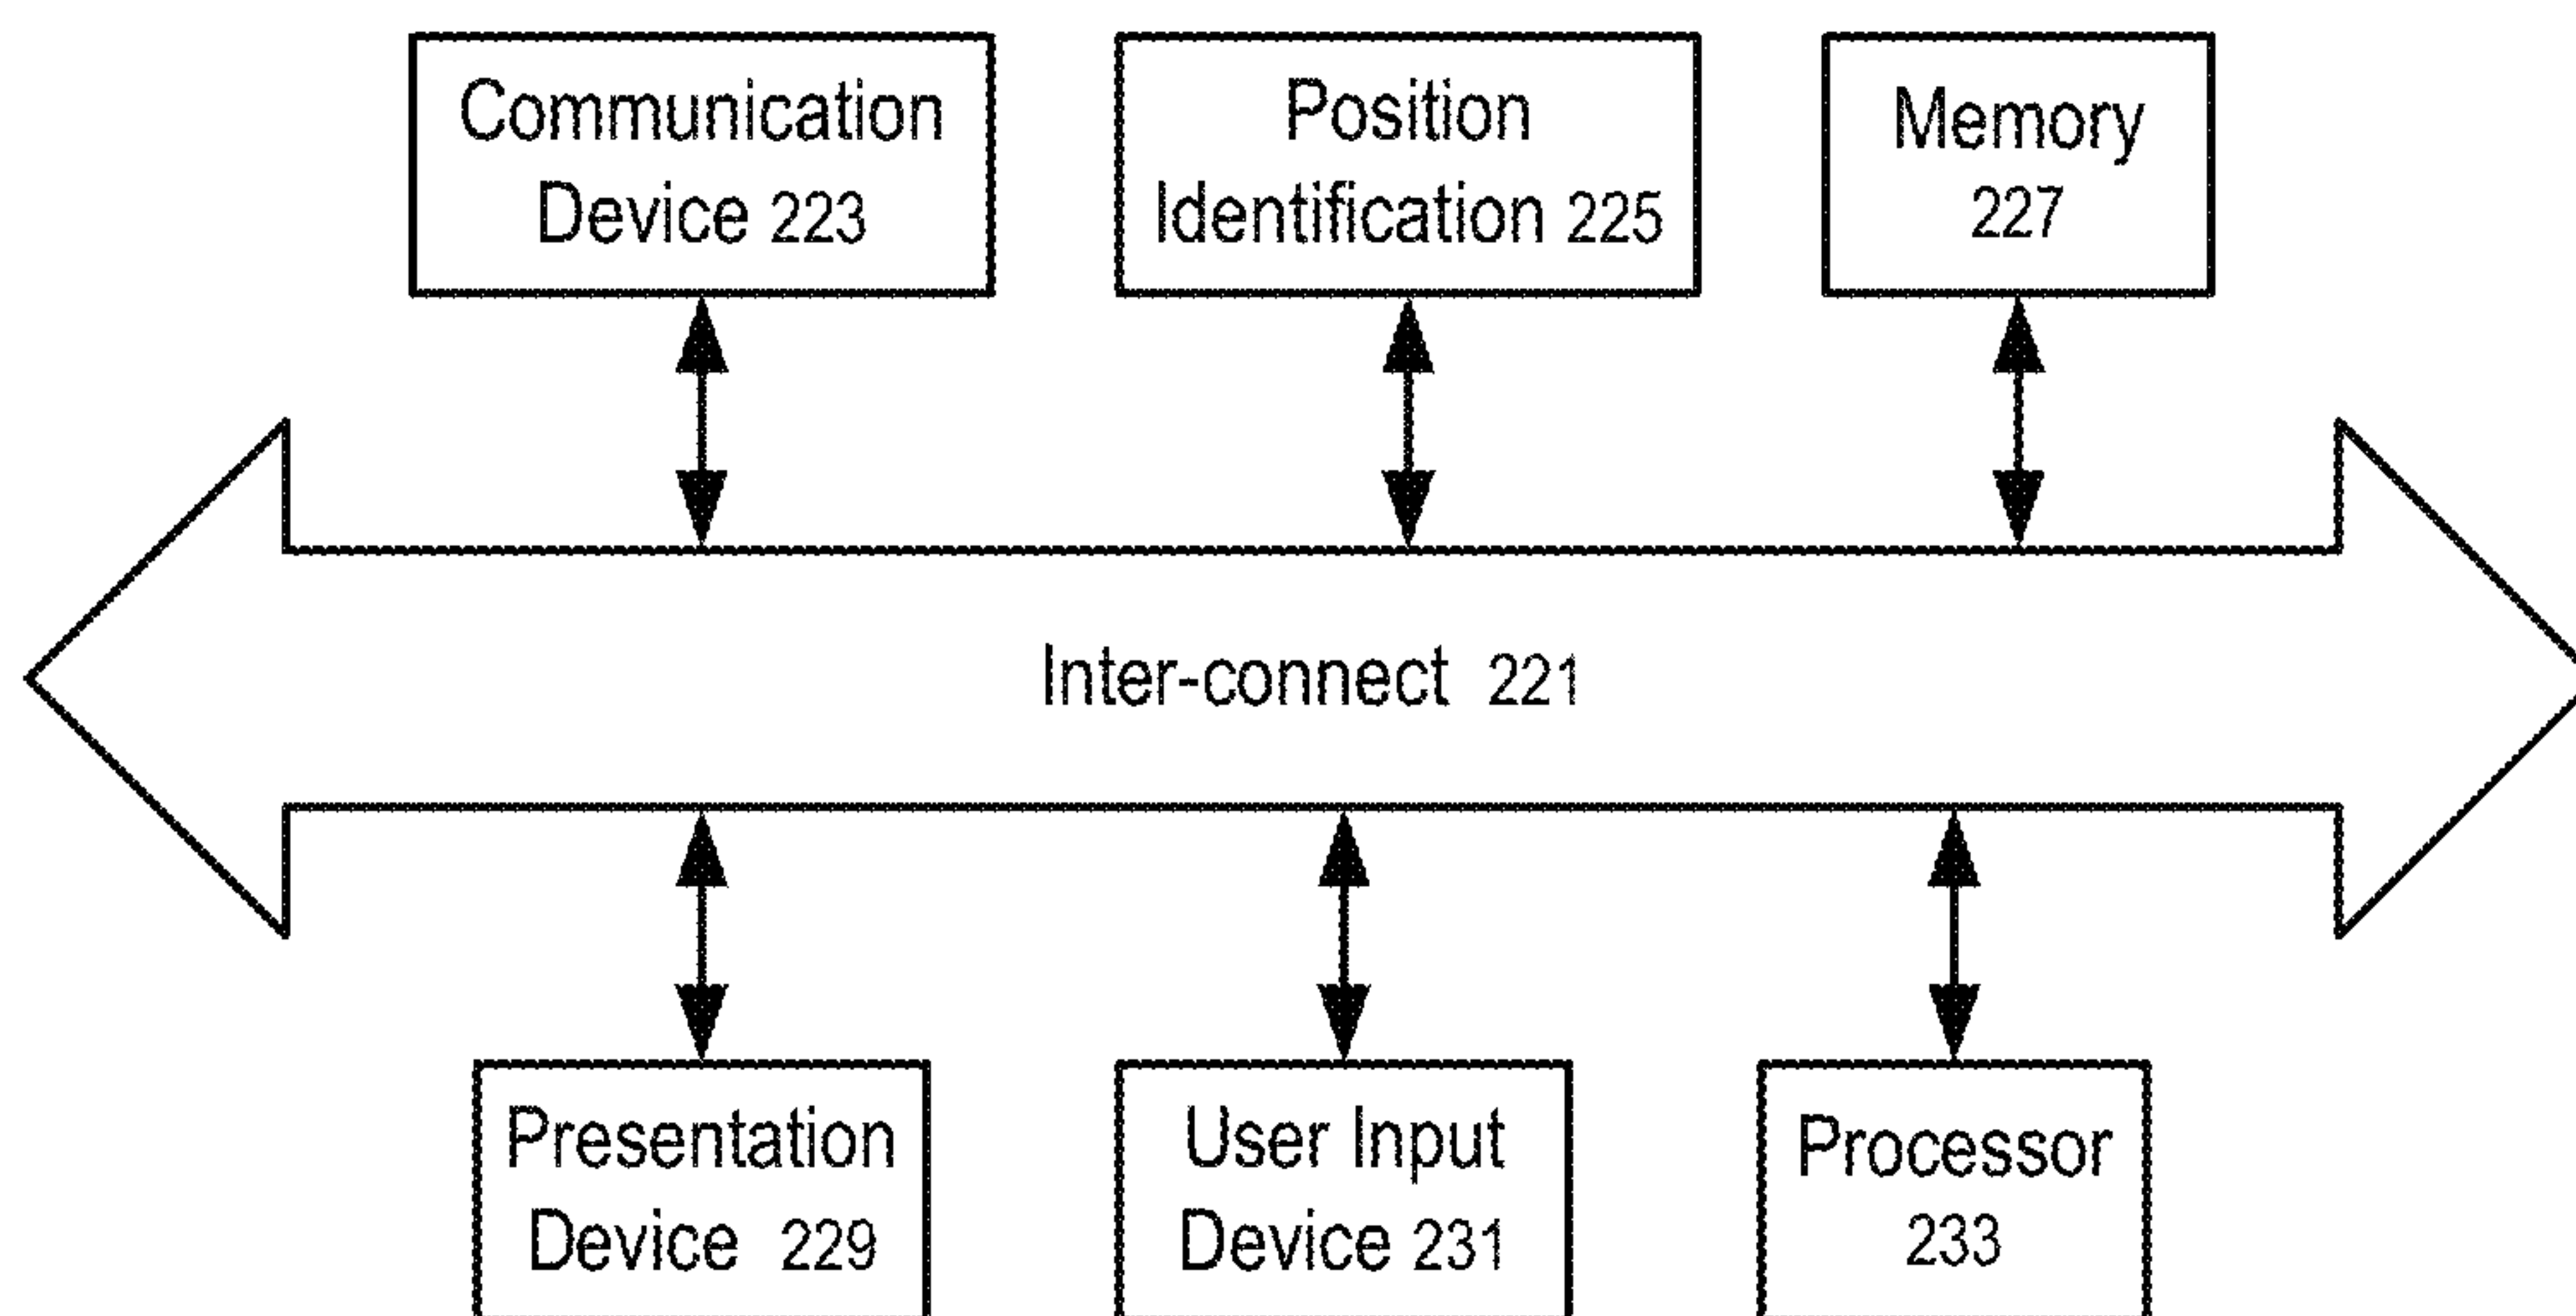 Communication
Device 223
Position
Identification 225
Memory
227
Inter-connect 221
Presentation
Device 229
User Input
Device 231
Processor
233